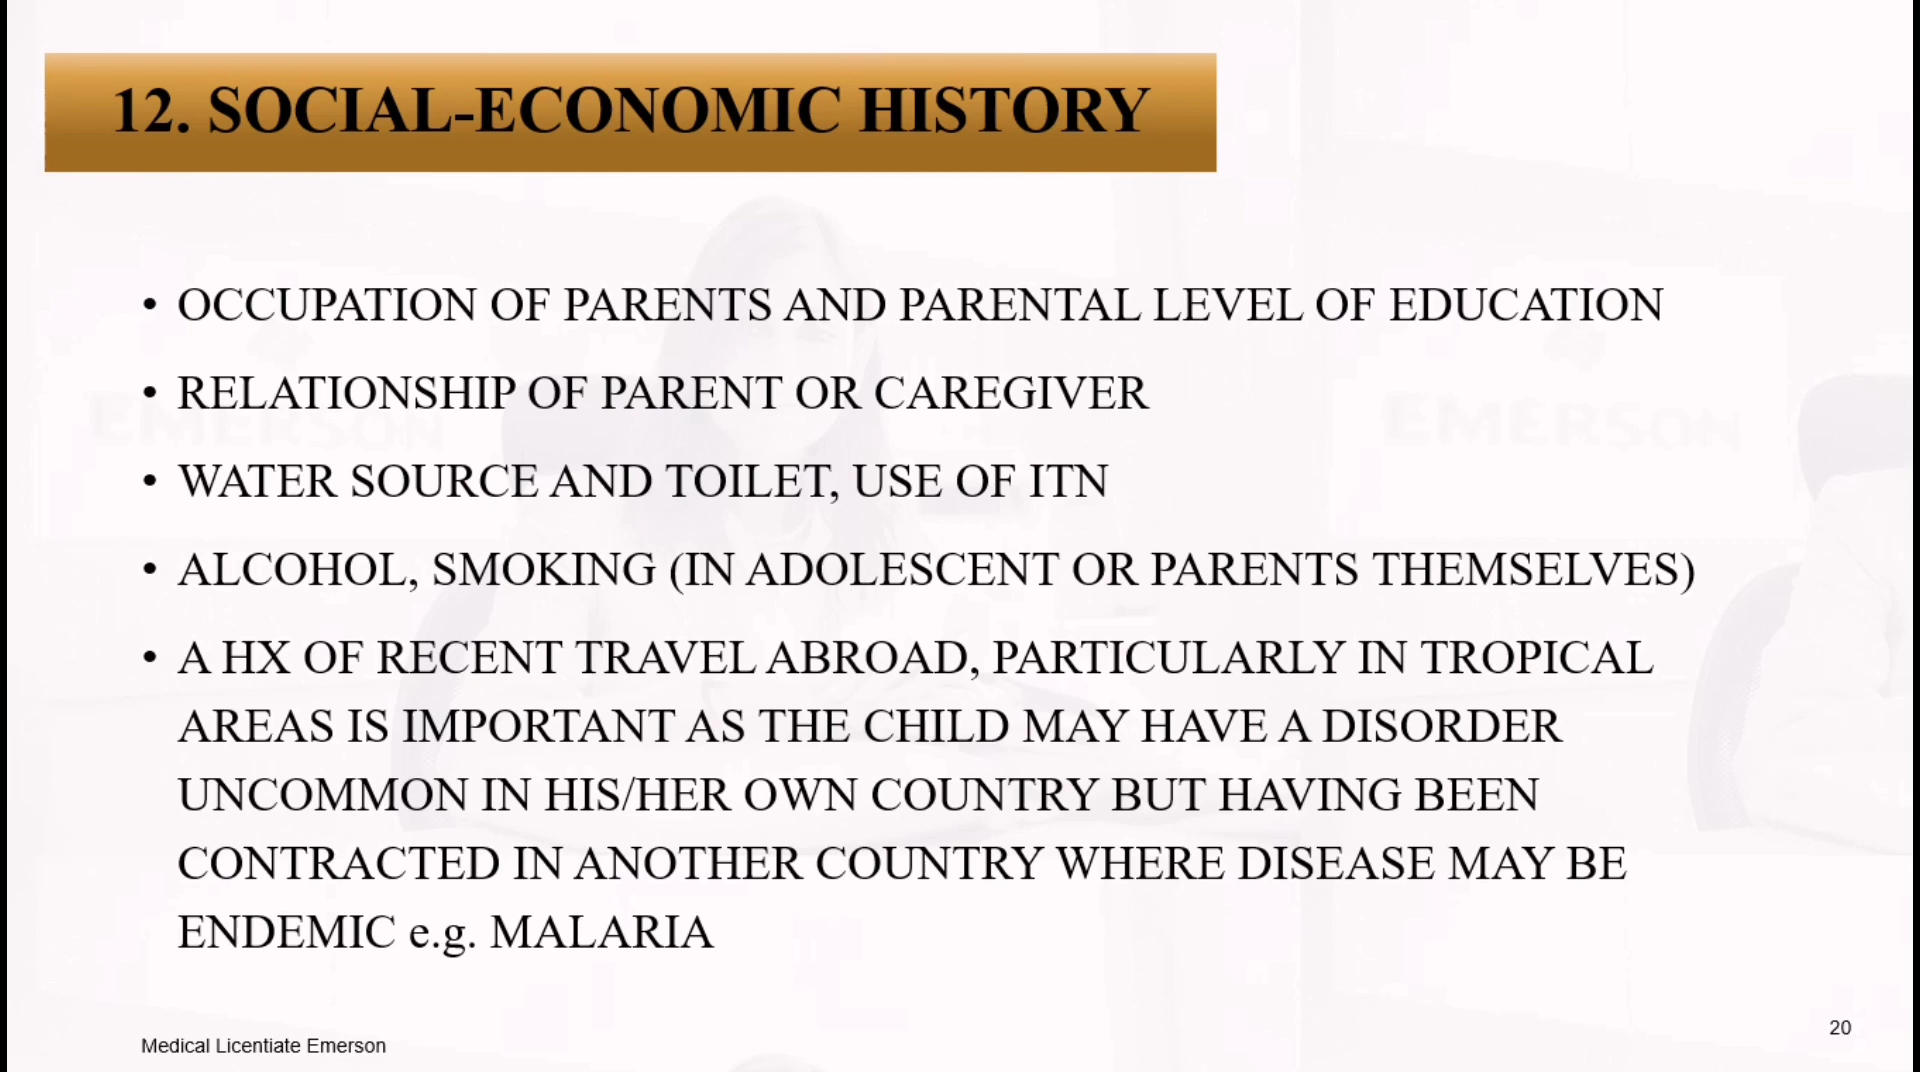 12. SOCIAL-ECONOMIC HISTORY
• OCCUPATION OF PARENTS AND PARENTAL LEVEL OF EDUCATION
• RELATIONSHIP OF PARENT OR CAREGIVER
• WATER SOURCE AND TOILET, USE OF ITN
• ALCOHOL, SMOKING (IN ADOLESCENT OR PARENTS THEMSELVES)
• A HX OF RECENT TRAVEL ABROAD, PARTICULARLY IN TROPICAL
AREAS IS IMPORTANT AS THE CHILD MAY HAVE A DISORDER
UNCOMMON IN HIS/HER OWN COUNTRY BUT HAVING BEEN
CONTRACTED IN ANOTHER COUNTRY WHERE DISEASE MAY BE
ENDEMIC e.g. MALARIA
EMERSON
EMERSON
Medical Licentiate Emerson
20